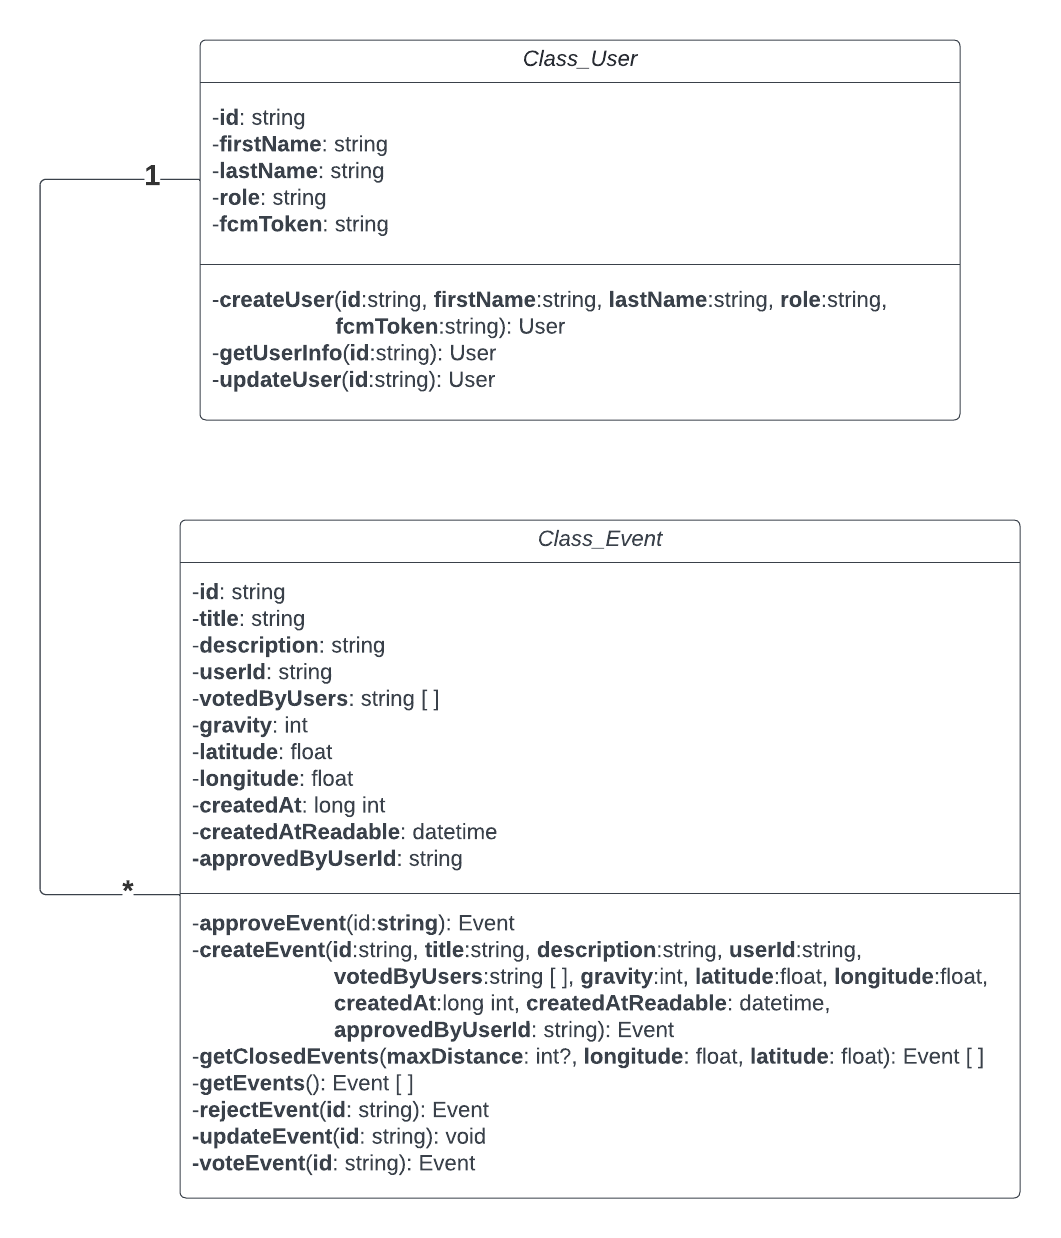 Class_User
-id: string
-firstName: string
-lastName: string
-role: string
-fcmToken: string
1
-createUser(id:string, firstName:string, lastName:string, role:string,
fcmToken:string): User
-getUserInfo(id:string): User
-updateUser(id:string): User
Class_Event
-id: string
-title: string
-description: string
-userId: string
-votedByUsers: string [ ]
-gravity: int
-latitude: float
-longitude: float
-createdAt: long int
-createdAtReadable: datetime
-approvedByUserId: string
*
-approveEvent(id:string): Event
-createEvent(id:string, title:string, description:string, userId:string,
votedByUsers:string [ ], gravity:int, latitude:float, longitude:float,
createdAt:long int, createdAtReadable: datetime,
approvedByUserId: string): Event
-getClosedEvents(maxDistance: int?, longitude: float, latitude: float): Event [ ]
-getEvents(): Event [ ]
-rejectEvent(id: string): Event
-updateEvent(id: string): void
-voteEvent(id: string): Event